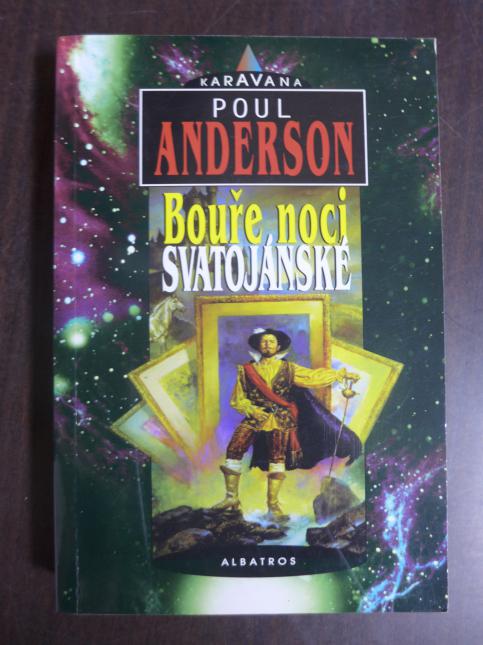 KARAVANA
POUL
ANDERSON
Bouře noci
SVATOJÁNSKÉ
ALBATROS